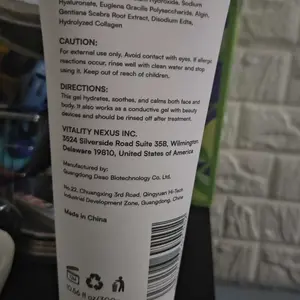 Hyaluronate, Euglena Gracilis Polysaccharide, Algin,
Gentiana Scabra Root Extract, Disodium Edta,
Hydrolyzed Collagen
CAUTION:
For external use only. Avoid contact with eyes. If allergic
reactions occur, rinse well with clean water and stop
using it. Keep out of reach of children.
DIRECTIONS:
This gel hydrates, soothes, and calms both face and
body. It also works as a conductive gel with beauty
devices and should be rinsed off after treatment.
VITALITY NEXUS INC.
3524 Silverside Road Suite 35B, Wilmington,
Delaware 19810, United States of America
Manufactured by:
Guangdong Deso Biotechnology Co. Ltd.
No.23, Chuangxing 3rd Road, Qingyuan Hi-Tech
Industrial Development Zone, Guangdong, China
Made in China